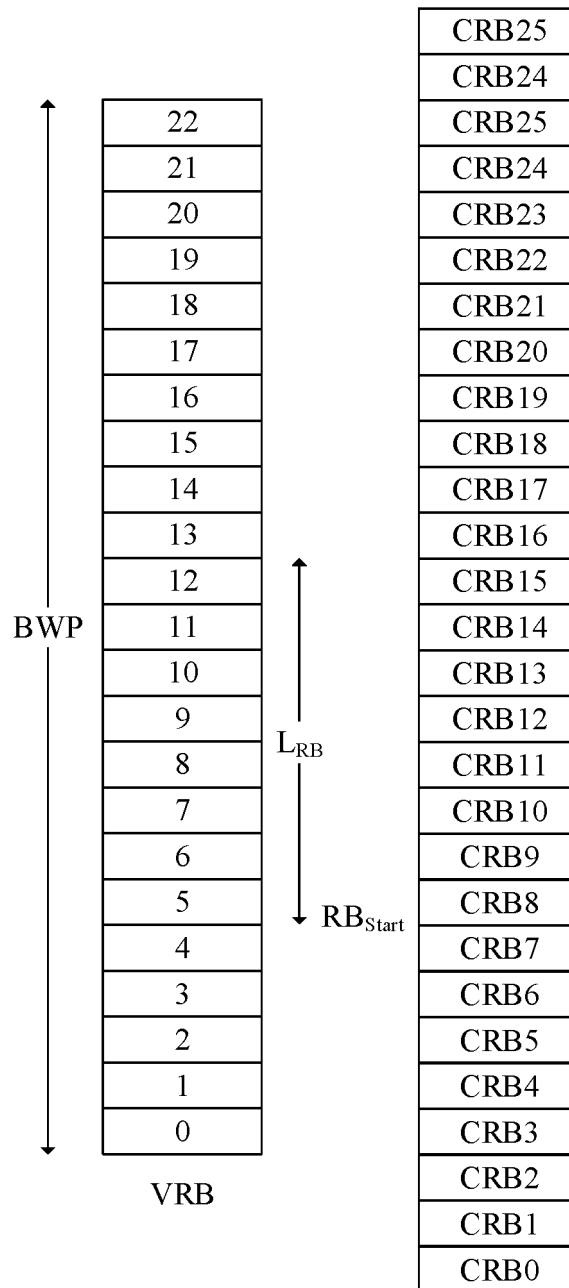 CRB25
CRB24
22 CRB25
21 CRB24
20 CRB23
19 CRB22
18 CRB21
17 CRB20
16 CRB19
15 CRB18
14 CRB17
13 CRB16
12 CRB15
BWP 11 CRB14
10 CRB13
9 CRB12
L_RB
8 CRB11
7 CRB10
6 CRB9
5 CRB8
RB_Start
4 CRB7
3 CRB6
2 CRB5
1 CRB4
0 CRB3
VRB CRB2
CRB1
CRB0